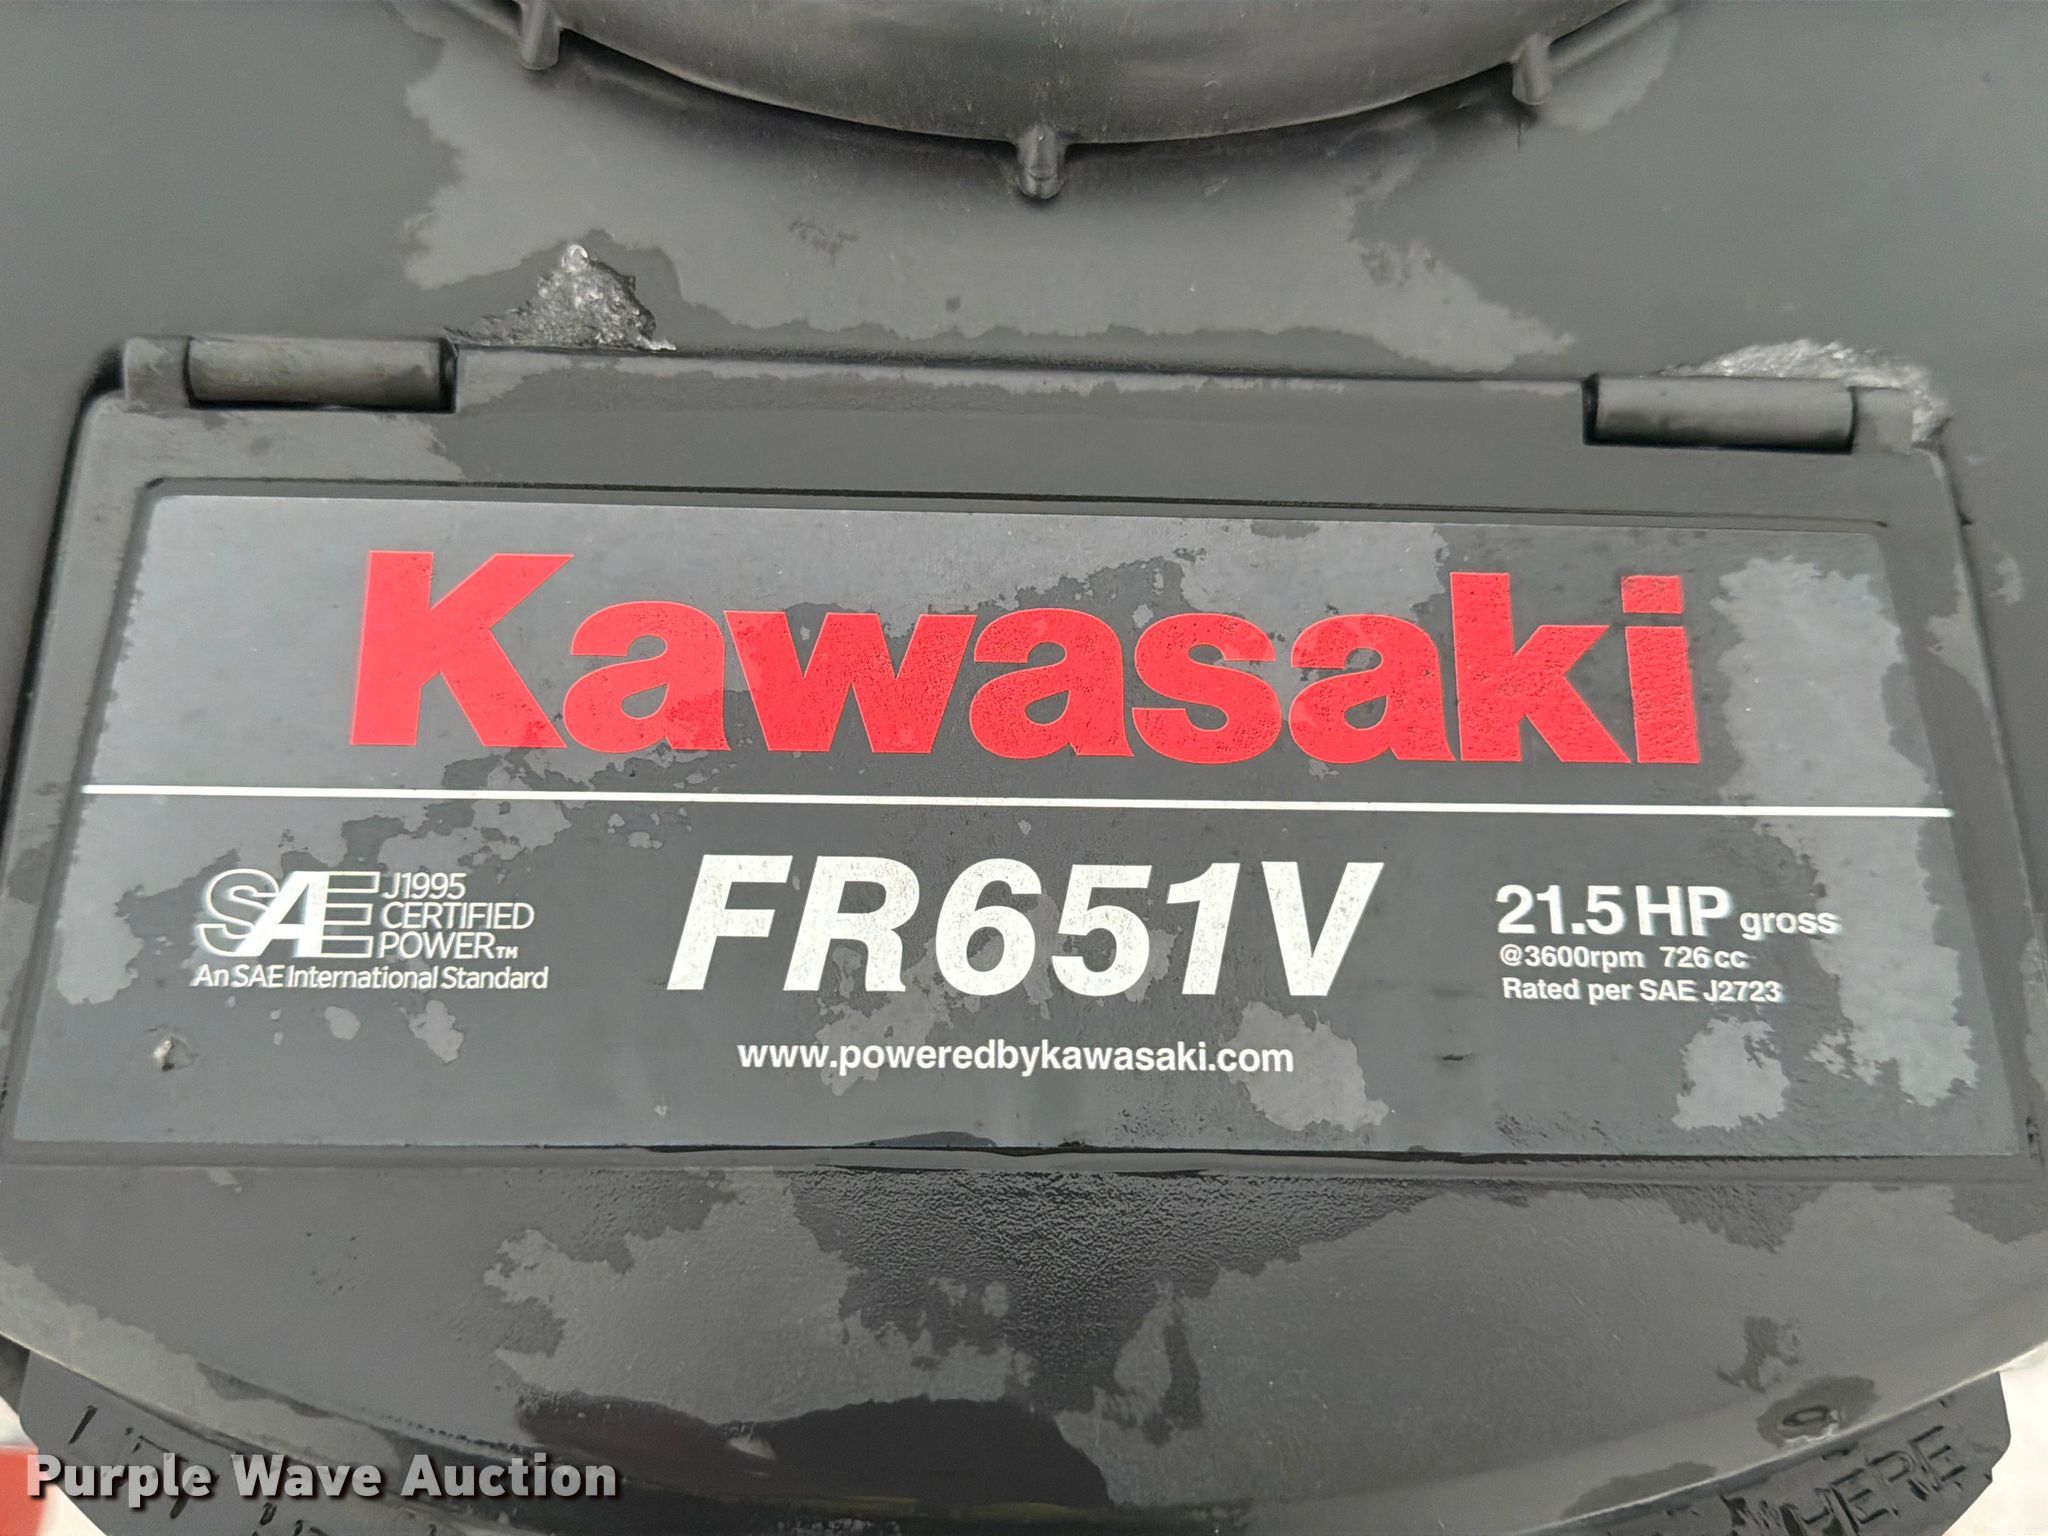 Kawasaki
SAE J1995
CERTIFIED
POWER™
An SAE International Standard
FR651V
21.5 HP gross
@3600rpm 726cc
Rated per SAE J2723
www.poweredbykawasaki.com
HERE
Purple Wave Auction